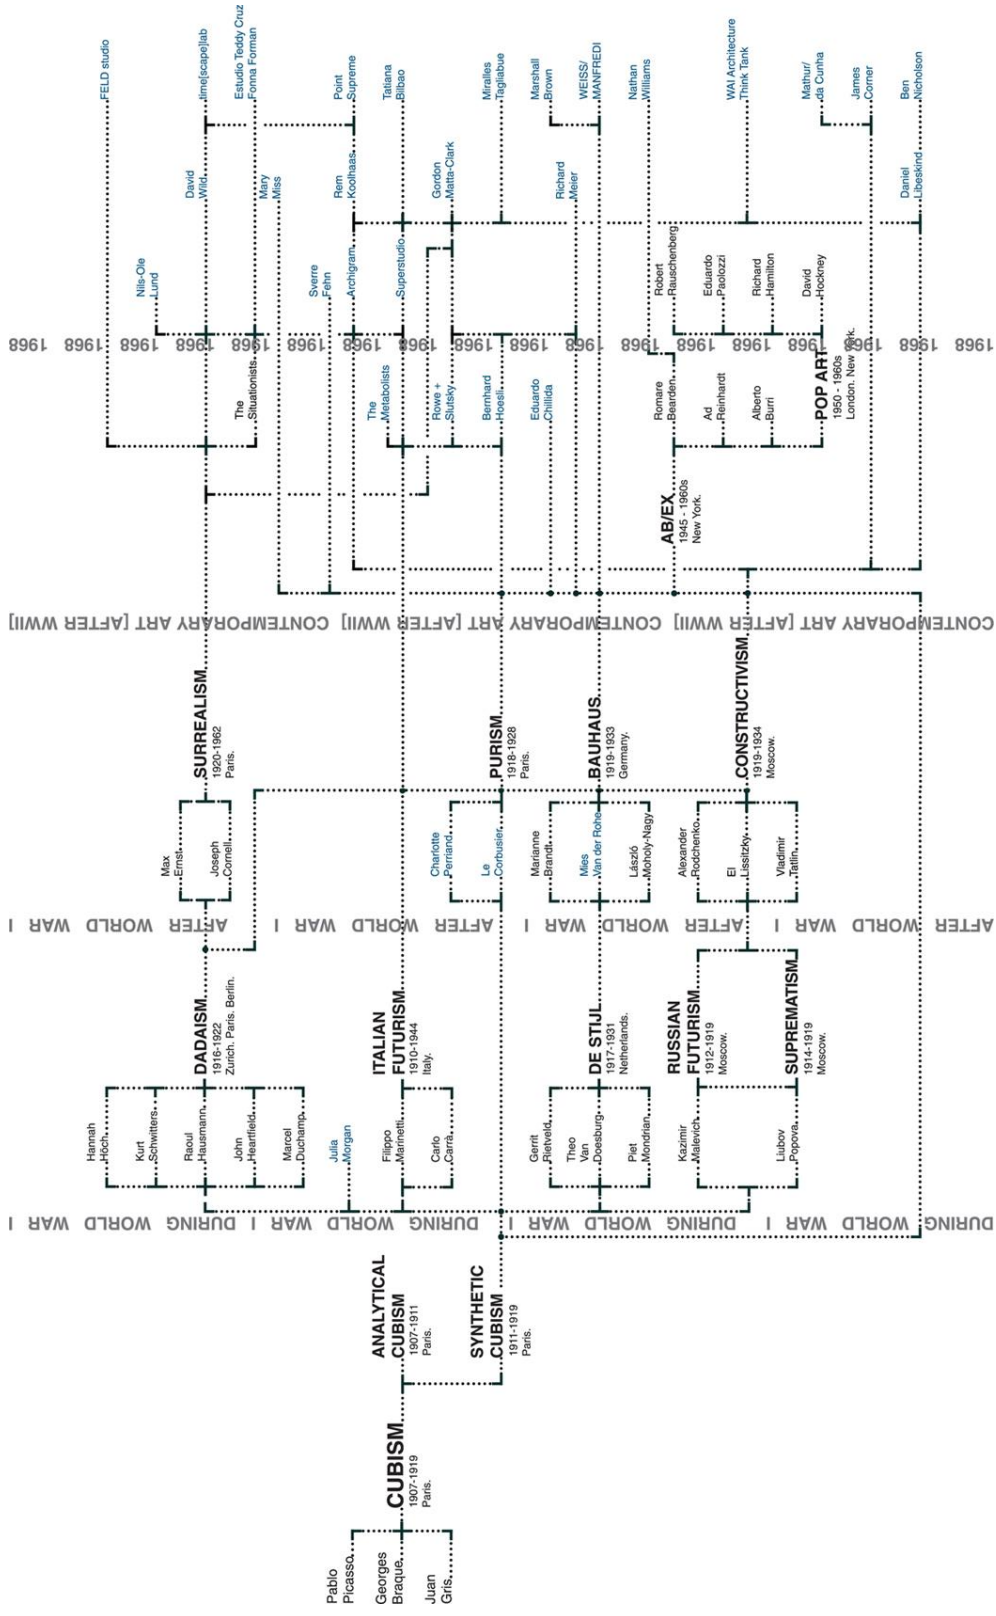 Pablo
Picasso
Georges
Braque
Juan
Gris
CUBISM
1907-1919
Paris.
ANALYTICAL
CUBISM
1907-1911
Paris.
SYNTHETIC
CUBISM
1911-1919
Paris.
DURING WORLD WAR I DURING WORLD WAR I DURING WORLD WAR I DURING
Hannah
Höch
Kurt
Schwitters
Raoul
Hausmann
John
Heartfield
Marcel
Duchamp
Julia
Morgan
Filippo
Marinetti
Carlo
Carrà
Gerrit
Rietveld
Theo
Van
Doesburg
Piet
Mondrian
Kazimir
Malevich
Liubov
Popova
DADAISM
1916-1922
Zurich. Paris. Berlin.
ITALIAN
FUTURISM
1910-1944
Italy.
DE STIJL
1917-1931
Netherlands.
RUSSIAN
FUTURISM
1912-1919
Moscow.
SUPREMATISM
1914-1919
Moscow.
AFTER WORLD WAR I AFTER WORLD WAR I AFTER WORLD WAR I AFTER
Max
Ernst
Joseph
Cornell
Charlotte
Perriand
Le
Corbusier
Marianne
Brandt
Mies
Van der Rohe
László
Moholy-Nagy
Alexander
Rodchenko
El
Lissitzky
Vladimir
Tatlin
SURREALISM
1920-1962
Paris.
PURISM
1918-1928
Paris.
BAUHAUS
1919-1933
Germany.
CONSTRUCTIVISM
1919-1934
Moscow.
CONTEMPORARY ART [AFTER WWII] CONTEMPORARY ART [AFTER WWII] CONTEMPORARY ART [AFTER WWII]
AB/EX
1945 - 1960s
New York.
The
Situationists
The
Metabolists
Rowe +
Slutsky
Bernhard
Hoesli
Eduardo
Chillida
Romare
Bearden
Ad
Reinhardt
Alberto
Burri
POP ART
1950 - 1960s
London. New York.
1968 1968 1968 1968 1968 1968 1968 1968 1968 1968 1968 1968 1968 1968 1968 1968 1968 1968
Nils-Ole
Lund
Sverre
Fehn
Archigram
Superstudio
Robert
Rauschenberg
Eduardo
Paolozzi
Richard
Hamilton
David
Hockney
David
Wild
Mary
Miss
Rem
Koolhaas
Gordon
Matta-Clark
Richard
Meier
Daniel
Libeskind
FELD studio
time[scape]lab
Estudio Teddy Cruz
Fonna Forman
Point
Supreme
Tatiana
Bilbao
Miralles
Tagliabue
Marshall
Brown
WEISS/
MANFREDI
Nathan
Williams
WAI Architecture
Think Tank
Mathur/
da Cunha
James
Corner
Ben
Nicholson